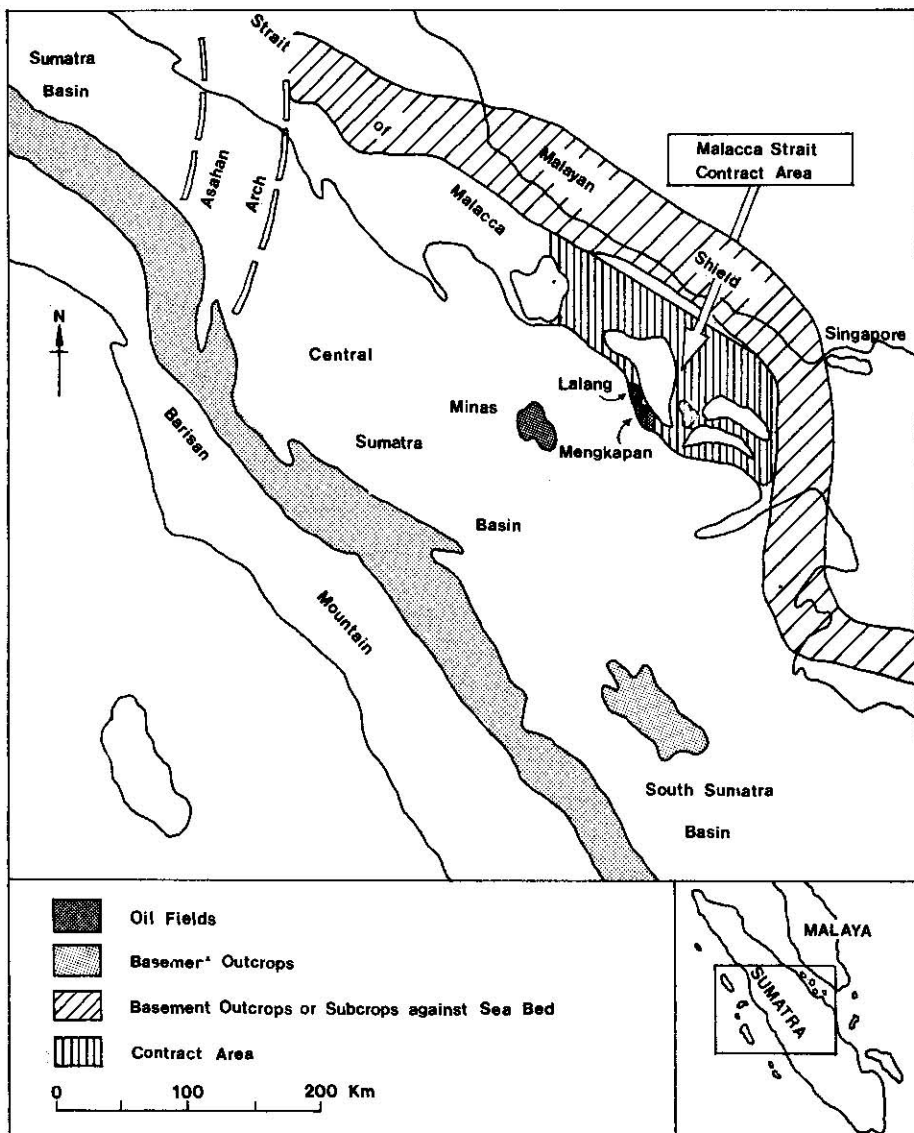 Sumatra
Basin
Strait
of
Malacca
Asahan
Arch
Malayan
Shield
Malacca Strait
Contract Area
N
Singapore
Central
Sumatra
Basin
Lalang
Minas
Mengkapan
Barisan
Mountain
South Sumatra
Basin
Oil Fields
Basemen Outcrops
Basement Outcrops or Subcrops against Sea Bed
Contract Area
0 100 200 Km
MALAYA
SUMATRA